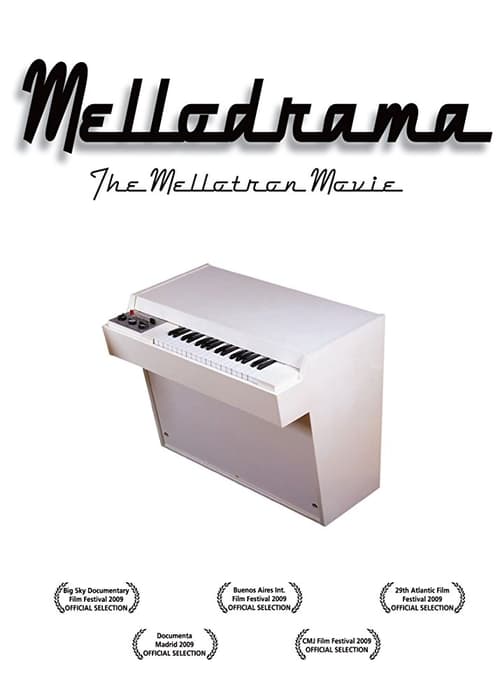 Mellodrama
The Mellotron Movie
Big Sky Documentary
Film Festival 2009
OFFICIAL SELECTION
Buenos Aires Int.
Film Festival 2009
OFFICIAL SELECTION
29th Atlantic Film
Festival 2009
OFFICIAL SELECTION
Documenta
Madrid 2009
OFFICIAL SELECTION
CMJ Film Festival 2009
OFFICIAL SELECTION